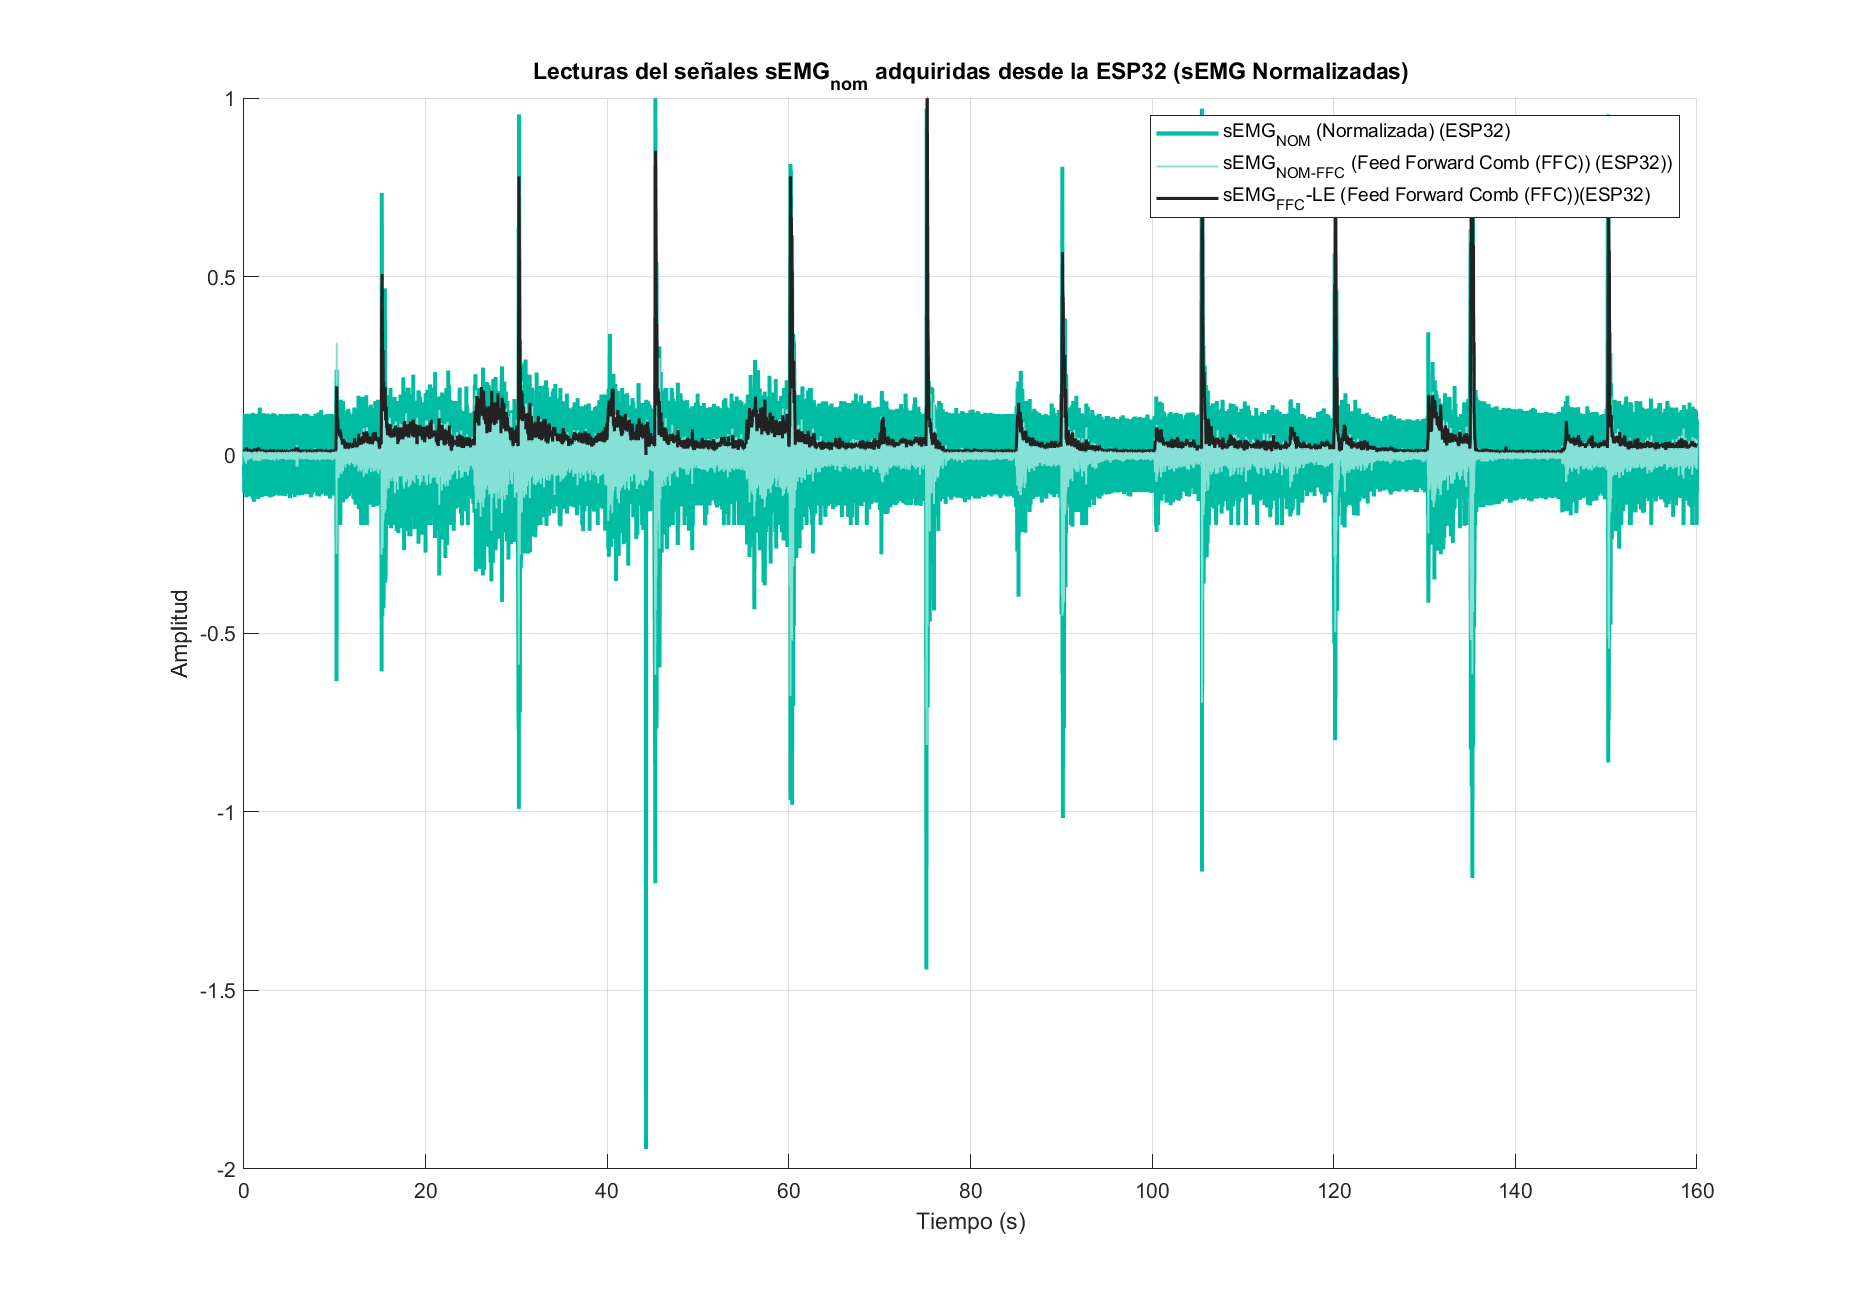 Lecturas del señales sEMGnom adquiridas desde la ESP32 (sEMG Normalizadas)
1
0.5
0
-0.5
-1
-1.5
-2
Amplitud
sEMGNOM (Normalizada) (ESP32)
sEMGNOM-FFC (Feed Forward Comb (FFC)) (ESP32))
sEMGFFC-LE (Feed Forward Comb (FFC))(ESP32)
0 20 40 60 80 100 120 140 160
Tiempo (s)